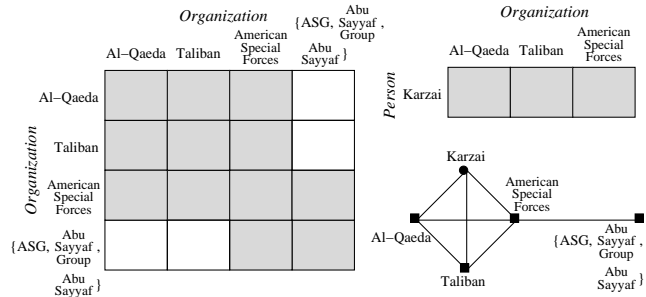 Organization
Al-Qaeda Taliban American Special Forces {ASG, Abu Sayyaf Group, Abu Sayyaf }
Organization
Al-Qaeda
Taliban
American Special Forces
{ASG, Abu Sayyaf Group, Abu Sayyaf }
Organization
Al-Qaeda Taliban American Special Forces
Person
Karzai
Karzai
American Special Forces
Al-Qaeda
Taliban
{ASG, Abu Sayyaf Group, Abu Sayyaf }